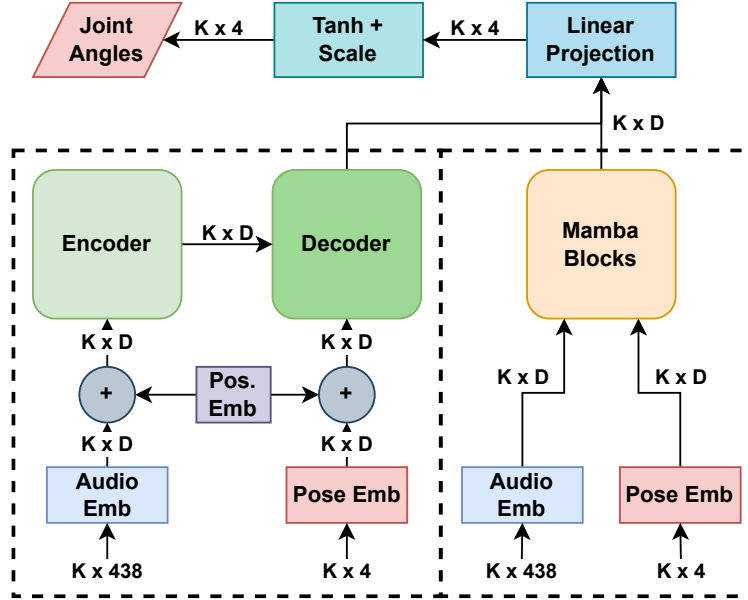 Joint
Angles
K x 4
Tanh +
Scale
K x 4
Linear
Projection
K x D
Encoder
K x D
Decoder
Mamba
Blocks
K x D
K x D
K x D
K x D
+
Pos.
Emb
+
K x D
K x D
Audio
Emb
Pose Emb
Audio
Emb
Pose Emb
K x 438
K x 4
K x 438
K x 4